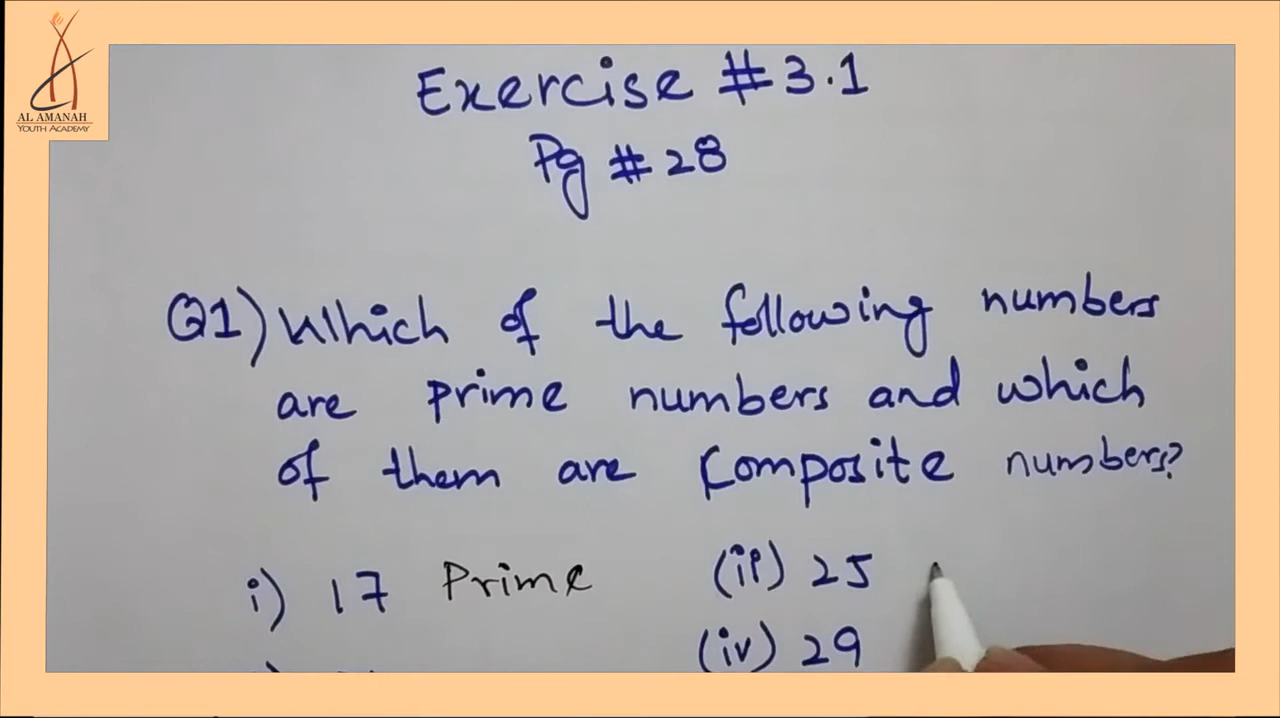 AL AMANAH
YOUTH ACADEMY
Exercise #3.1
Pg #28
Q1) Which of the following numbers
are prime numbers and which
of them are Composite numbers?
i) 17 Prime (ii) 25
(iv) 29